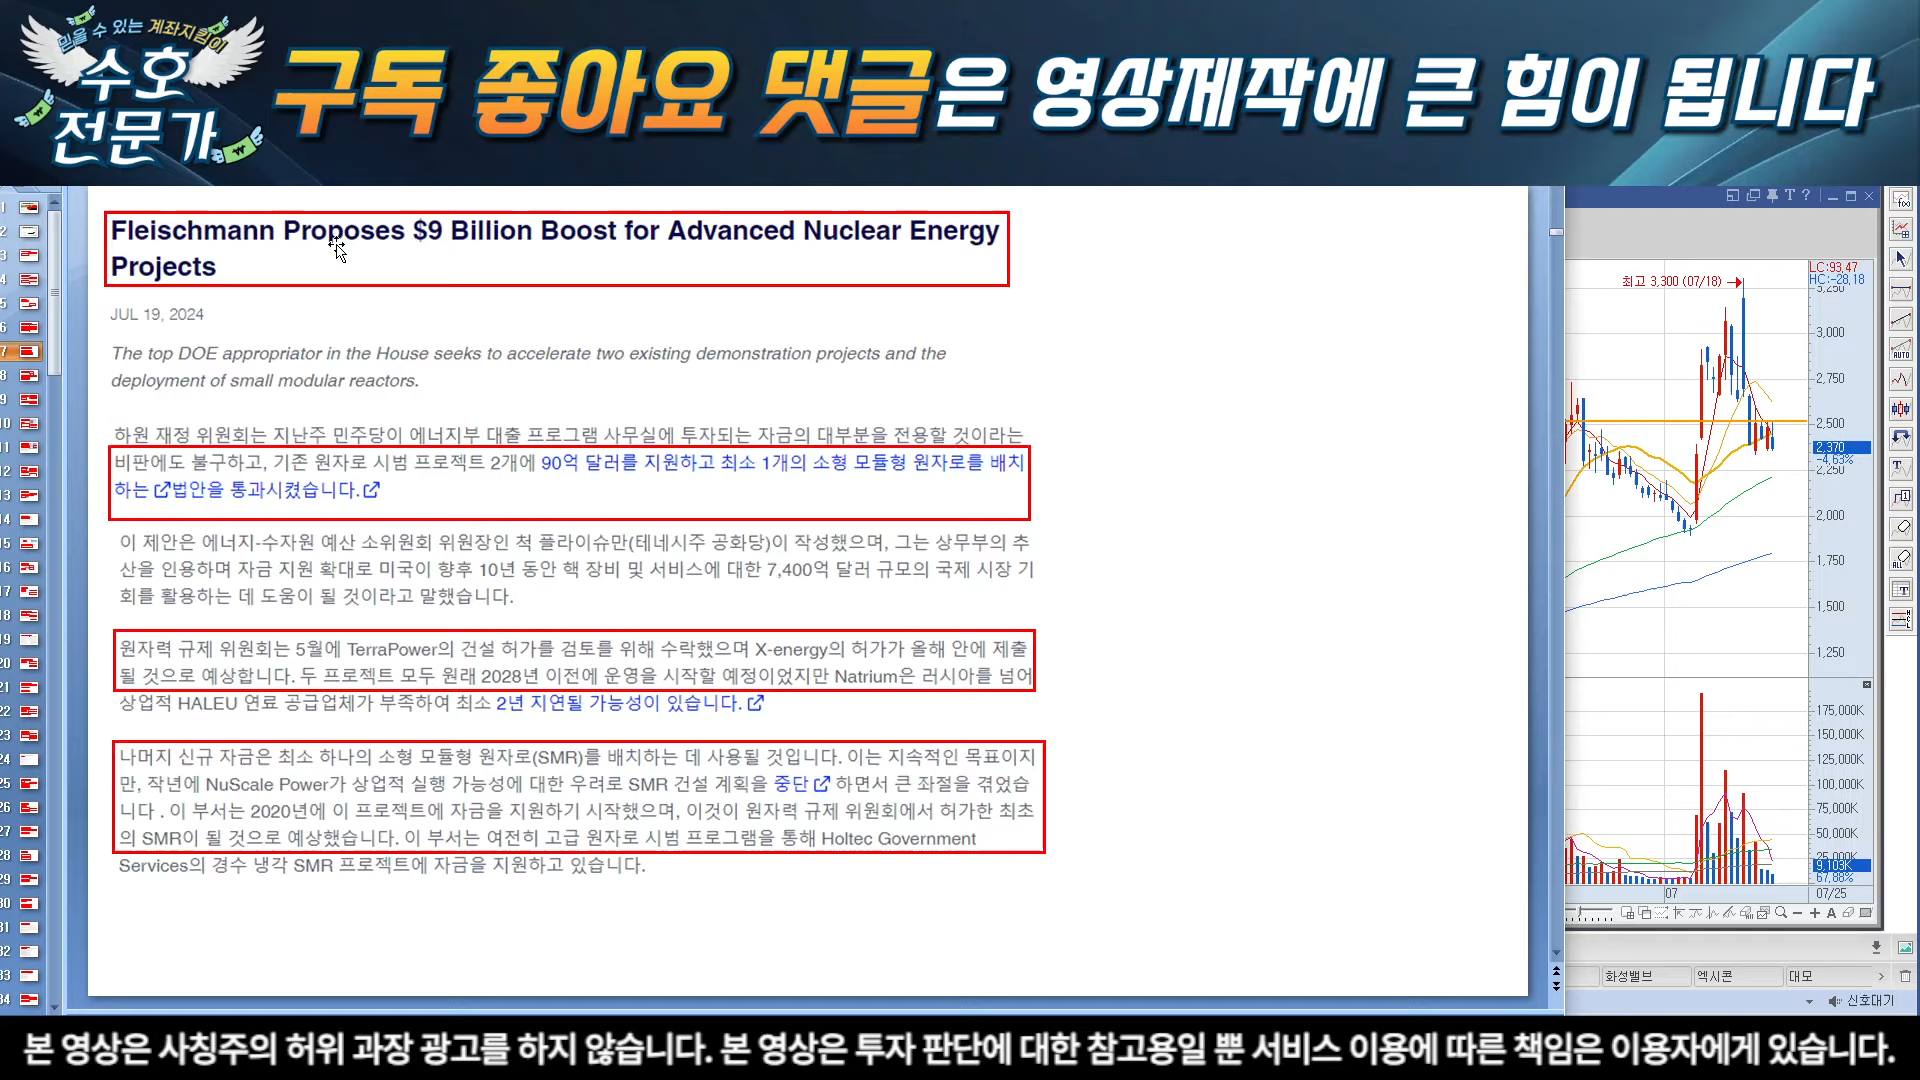 믿을 수 있는 계좌지킴이
수호
전문가
구독 좋아요 댓글은 영상제작에 큰 힘이 됩니다
Fleischmann Proposes $9 Billion Boost for Advanced Nuclear Energy
Projects
JUL 19, 2024
The top DOE appropriator in the House seeks to accelerate two existing demonstration projects and the
deployment of small modular reactors.
하원 재정 위원회는 지난주 민주당이 에너지부 대출 프로그램 사무실에 투자되는 자금의 대부분을 전용할 것이라는
비판에도 불구하고, 기존 원자로 시범 프로젝트 2개에 90억 달러를 지원하고 최소 1개의 소형 모듈형 원자로를 배치
하는 법안을 통과시켰습니다.
이 제안은 에너지-수자원 예산 소위원회 위원장인 척 플라이슈만(테네시주 공화당)이 작성했으며, 그는 상무부의 추
산을 인용하며 자금 지원 확대로 미국이 향후 10년 동안 핵 장비 및 서비스에 대한 7,400억 달러 규모의 국제 시장 기
회를 활용하는 데 도움이 될 것이라고 말했습니다.
원자력 규제 위원회는 5월에 TerraPower의 건설 허가를 검토를 위해 수락했으며 X-energy의 허가가 올해 안에 제출
될 것으로 예상합니다. 두 프로젝트 모두 원래 2028년 이전에 운영을 시작할 예정이었지만 Natrium은 러시아를 넘어
상업적 HALEU 연료 공급업체가 부족하여 최소 2년 지연될 가능성이 있습니다.
나머지 신규 자금은 최소 하나의 소형 모듈형 원자로(SMR)를 배치하는 데 사용될 것입니다. 이는 지속적인 목표이지
만, 작년에 NuScale Power가 상업적 실행 가능성에 대한 우려로 SMR 건설 계획을 중단 하면서 큰 좌절을 겪었습
니다 . 이 부서는 2020년에 이 프로젝트에 자금을 지원하기 시작했으며, 이것이 원자력 규제 위원회에서 허가한 최초
의 SMR이 될 것으로 예상했습니다. 이 부서는 여전히 고급 원자로 시범 프로그램을 통해 Holtec Government
Services의 경수 냉각 SMR 프로젝트에 자금을 지원하고 있습니다.
LC:93,47
HC:-28,18
최고 3,300 (07/18)
3,250
3,000
2,750
2,500
2,370
-4,63%
2,250
2,000
1,750
1,500
1,250
175,000K
150,000K
125,000K
100,000K
75,000K
50,000K
25,000K
9,103K
67,88%
07
07/25
화성밸브 엑시콘 대모
신호대기
본 영상은 사칭주의 허위 과장 광고를 하지 않습니다. 본 영상은 투자 판단에 대한 참고용일 뿐 서비스 이용에 따른 책임은 이용자에게 있습니다.